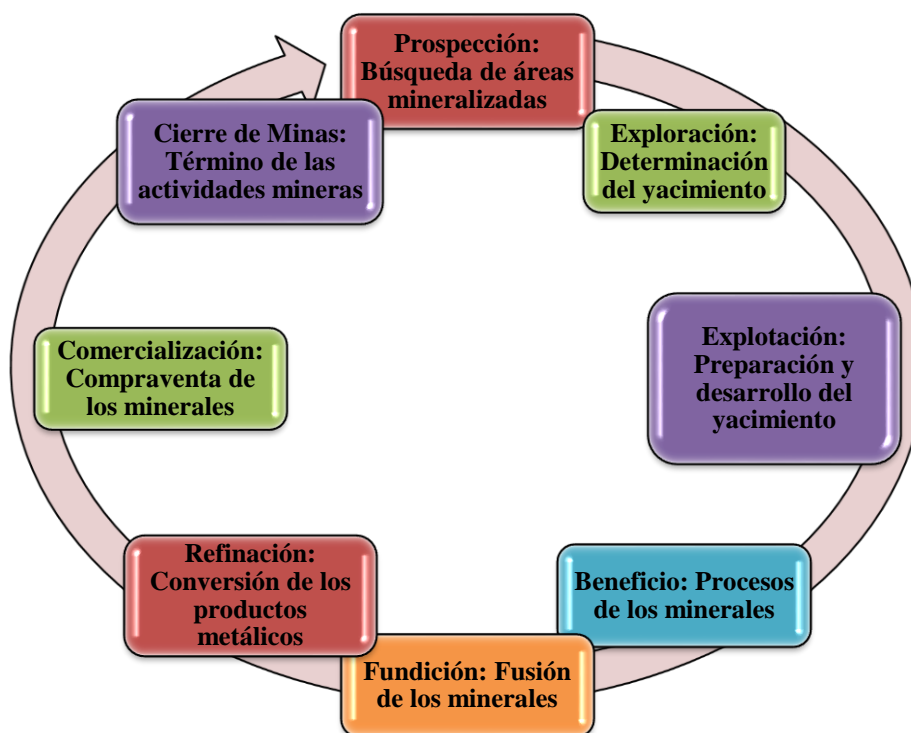 Prospección:
Búsqueda de áreas
mineralizadas
Exploración:
Determinación
del yacimiento
Explotación:
Preparación y
desarrollo del
yacimiento
Beneficio: Procesos
de los minerales
Fundición: Fusión
de los minerales
Refinación:
Conversión de los
productos
metálicos
Comercialización:
Compraventa de
los minerales
Cierre de Minas:
Término de las
actividades mineras